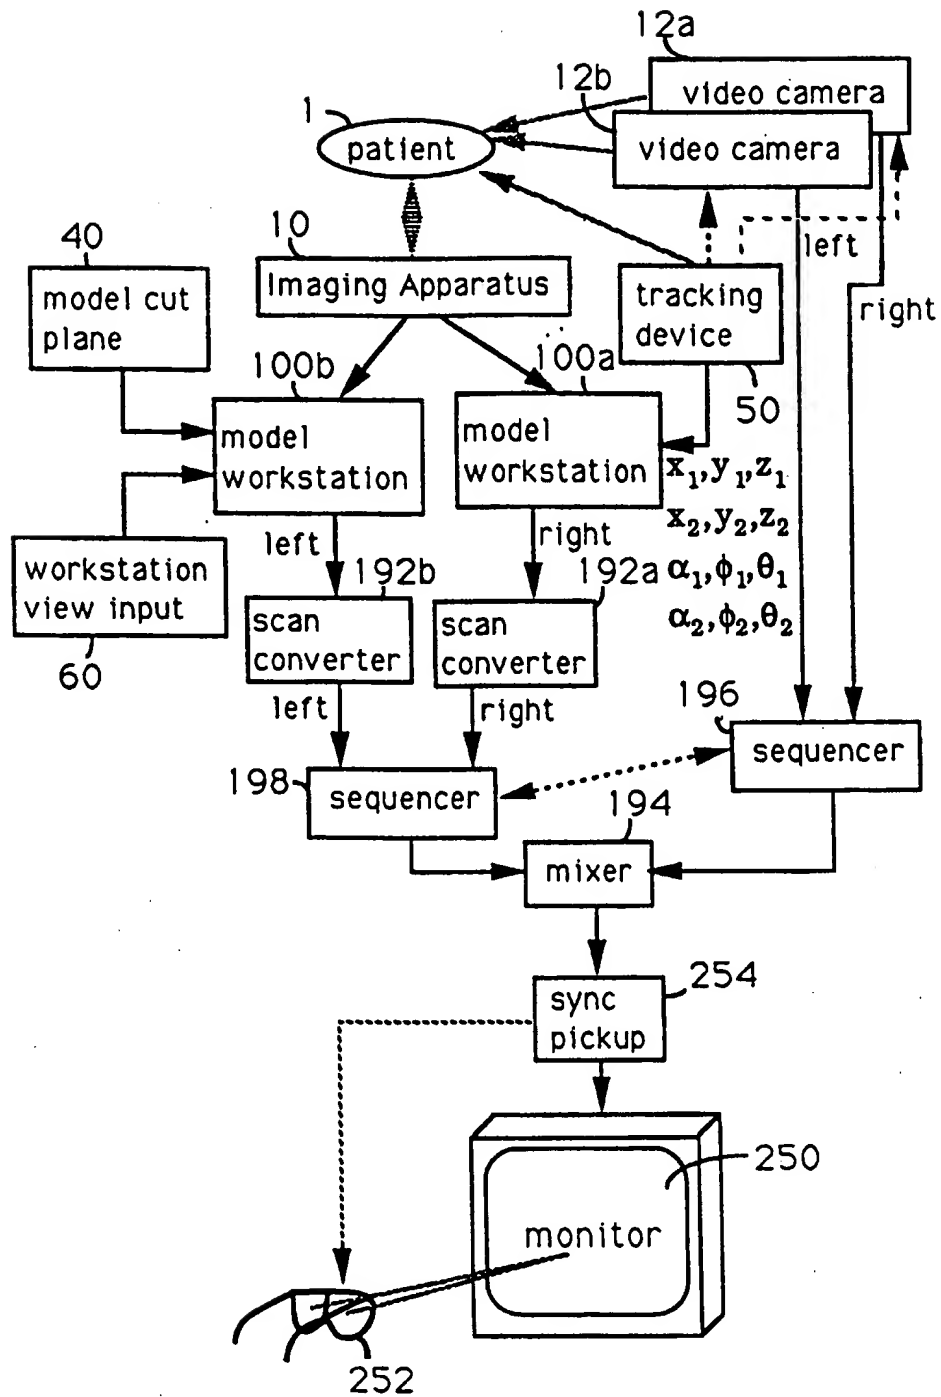 12a
video camera
12b
video camera
1
patient
left
right
10
Imaging Apparatus
40
model cut
plane
tracking
device
50
100b
model
workstation
100a
model
workstation
x₁,y₁,z₁
x₂,y₂,z₂
α₁,ϕ₁,θ₁
α₂,ϕ₂,θ₂
workstation
view input
60
left
right
192b
scan
converter
192a
scan
converter
left
right
196
sequencer
198
sequencer
194
mixer
254
sync
pickup
250
monitor
252